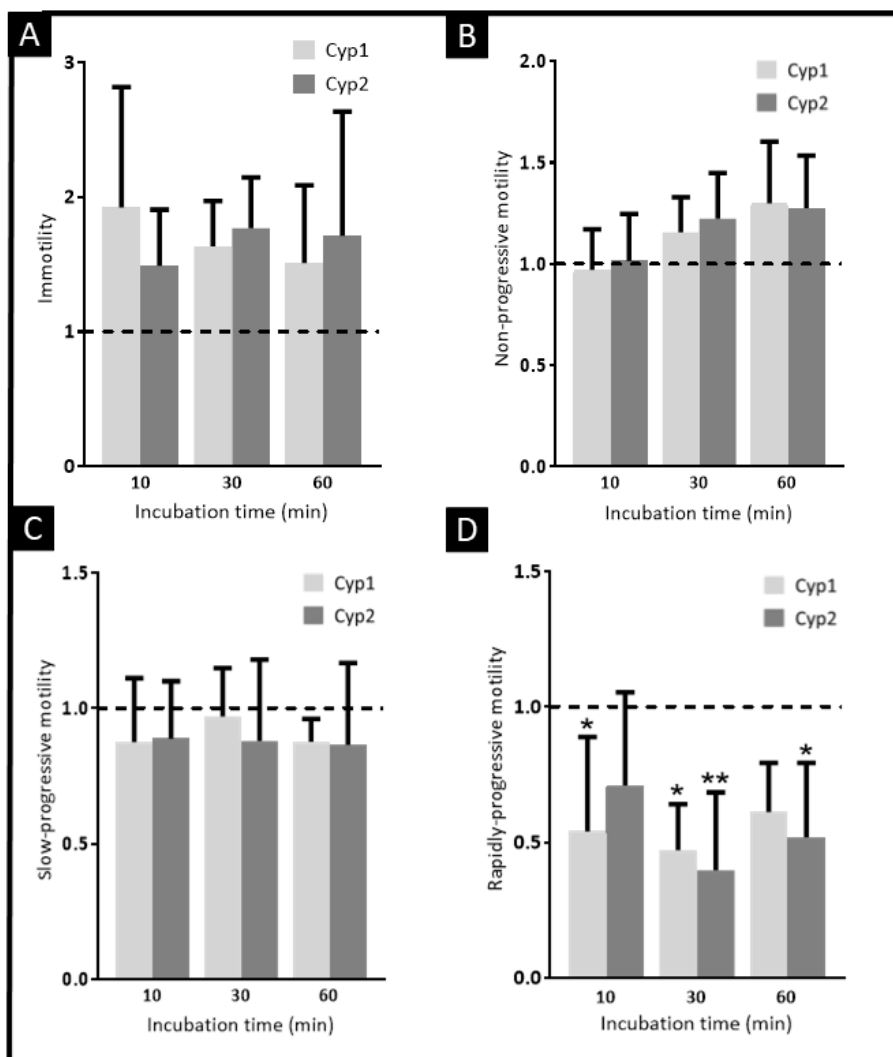 A
Cyp1
Cyp2
3
2
1
0
Immotility
10 30 60
Incubation time (min)
B
Cyp1
Cyp2
2.0
1.5
1.0
0.5
0.0
Non-progressive motility
10 30 60
Incubation time (min)
C
Cyp1
Cyp2
1.5
1.0
0.5
0.0
Slow-progressive motility
10 30 60
Incubation time (min)
D
Cyp1
Cyp2
1.5
1.0
0.5
0.0
Rapidly-progressive motility
* * ** *
10 30 60
Incubation time (min)